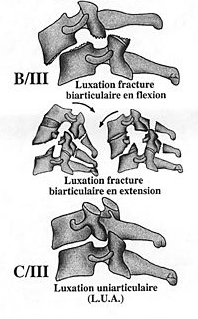 B/III
Luxation fracture
biarticulaire en flexion
Luxation fracture
biarticulaire en extension
C/III
Luxation uniarticulaire
(L.U.A.)